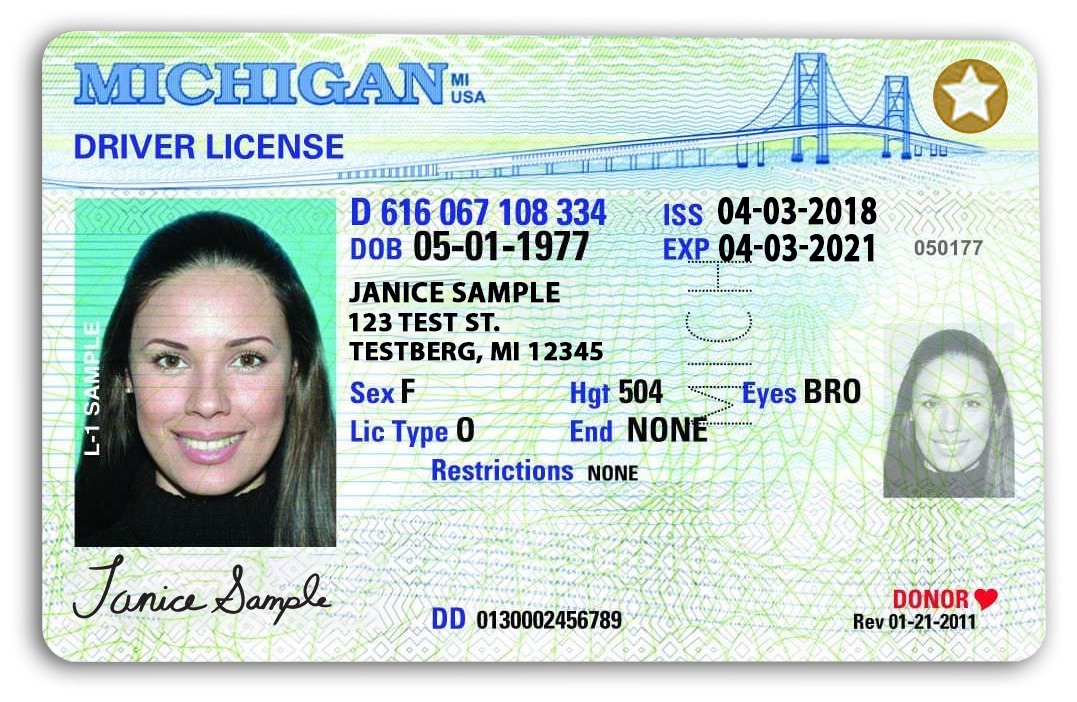 MICHIGAN MI USA
DRIVER LICENSE
D 616 067 108 334 ISS 04-03-2018
DOB 05-01-1977 EXP 04-03-2021 050177
JANICE SAMPLE
123 TEST ST.
TESTBERG, MI 12345
Sex F Hgt 504 Eyes BRO
Lic Type O End NONE
Restrictions NONE
MICH
L-1 SAMPLE
Janice Sample
DONOR
DD 0130002456789 Rev 01-21-2011